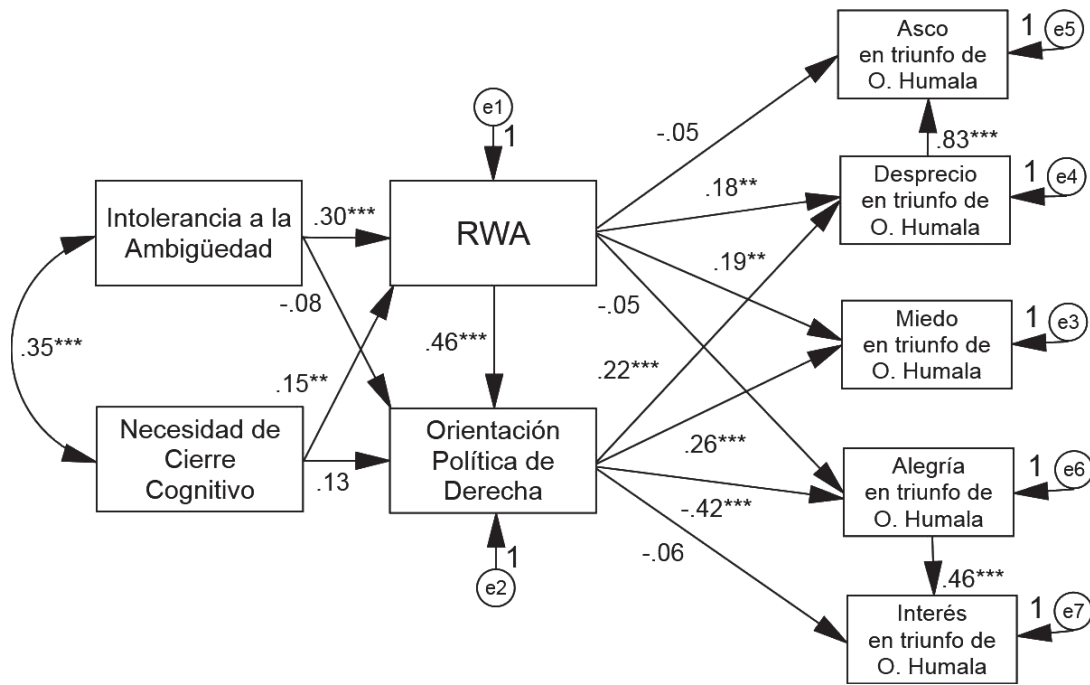 Asco
en triunfo de
O. Humala
1
e5
-.05
.83***
e1
1
Desprecio
en triunfo de
O. Humala
1
e4
.18**
Intolerancia a la
Ambigüedad
.30***
RWA
.19**
-.08
-.05
Miedo
en triunfo de
O. Humala
1
e3
.35***
.46***
.15**
.22***
Necesidad de
Cierre
Cognitivo
.13
Orientación
Política de
Derecha
.26***
Alegría
en triunfo de
O. Humala
1
e6
-.42***
-.06
1
e2
.46***
Interés
en triunfo de
O. Humala
1
e7